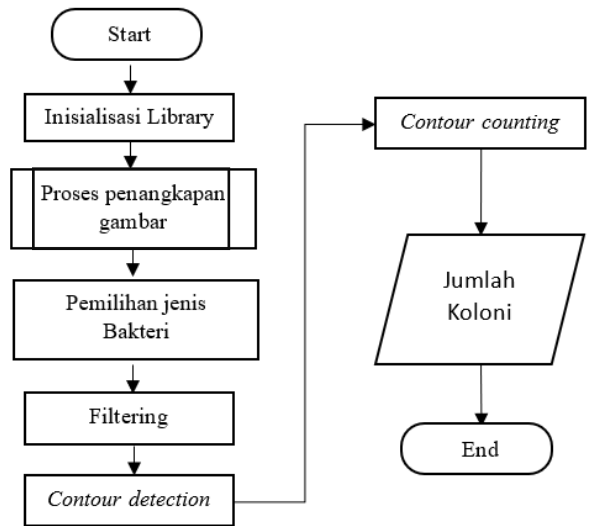 Start
Inisialisasi Library
Proses penangkapan
gambar
Pemilihan jenis
Bakteri
Filtering
Contour detection
Contour counting
Jumlah
Koloni
End